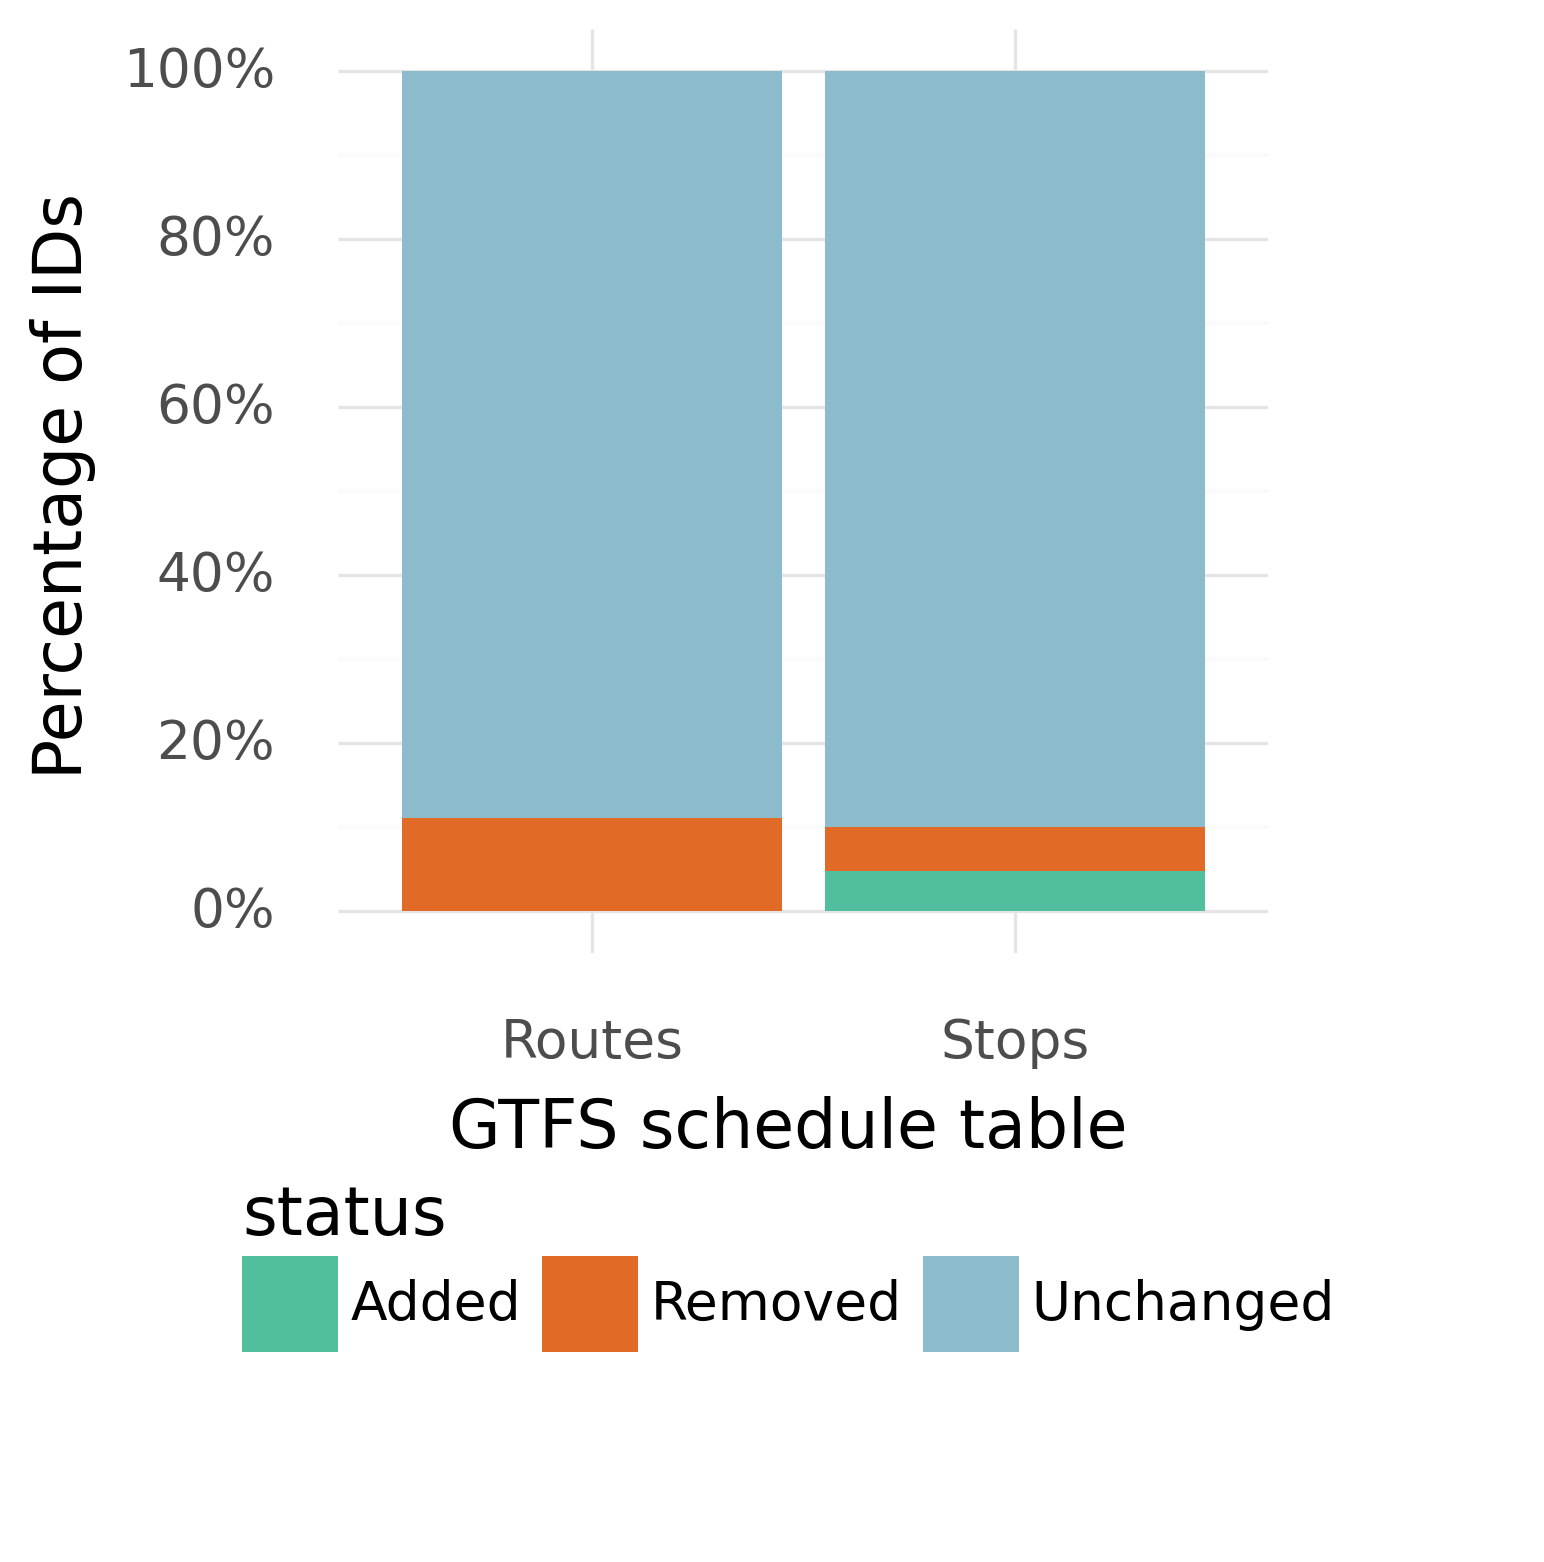 Percentage of IDs
100%
80%
60%
40%
20%
0%
Routes Stops
GTFS schedule table
status
Added Removed Unchanged